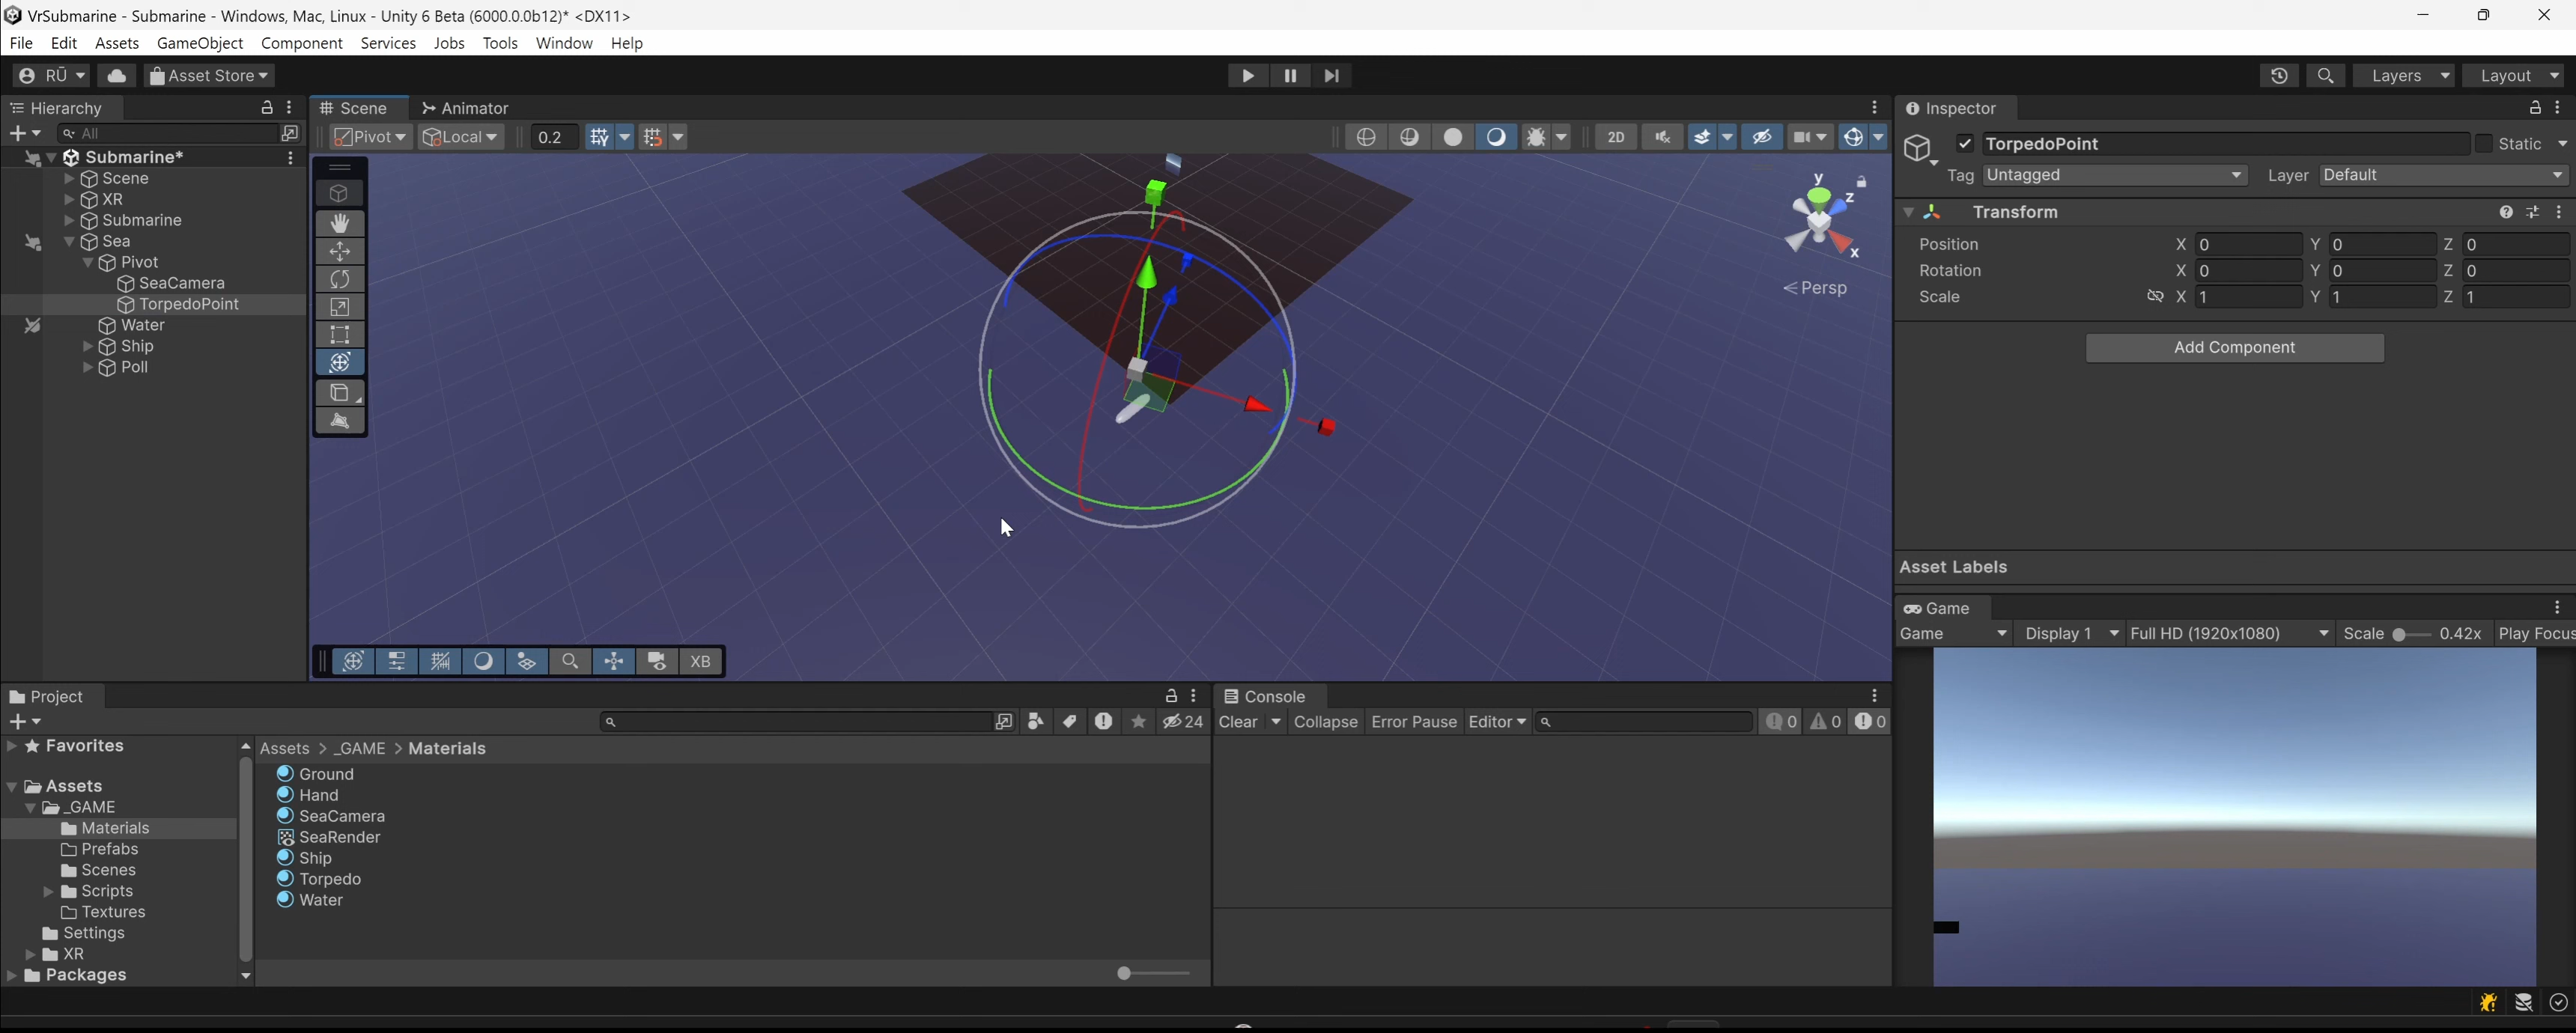 VrSubmarine - Submarine - Windows, Mac, Linux - Unity 6 Beta (6000.0.0b12)* <DX11>
File Edit Assets GameObject Component Services Jobs Tools Window Help
RŪ Asset Store Layers Layout
Hierarchy
All
Submarine*
Scene
XR
Submarine
Sea
Pivot
SeaCamera
TorpedoPoint
Water
Ship
Poll
Scene Animator
Pivot Local 0.2 2D
y
z
x
Persp
XB
Inspector
TorpedoPoint Static
Tag Untagged Layer Default
Transform
Position X 0 Y 0 Z 0
Rotation X 0 Y 0 Z 0
Scale X 1 Y 1 Z 1
Add Component
Asset Labels
Game
Game Display 1 Full HD (1920x1080) Scale 0.42x Play Focus
Project
24
Favorites
Assets
_GAME
Materials
Prefabs
Scenes
Scripts
Textures
Settings
XR
Packages
Assets > _GAME > Materials
Ground
Hand
SeaCamera
SeaRender
Ship
Torpedo
Water
Console
Clear Collapse Error Pause Editor 0 0 0